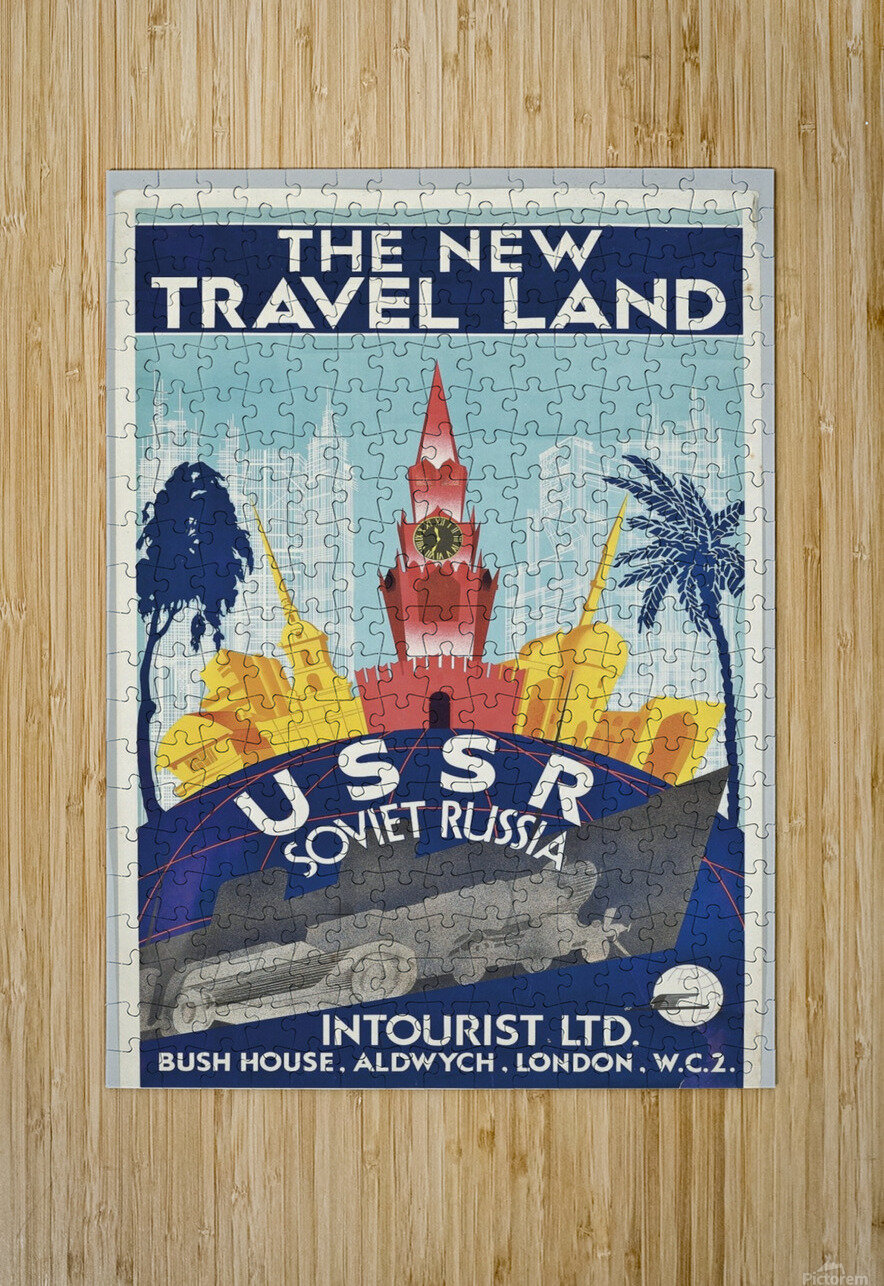 THE NEW
TRAVEL LAND
USSR
SOVIET RUSSIA
INTOURIST LTD.
BUSH HOUSE. ALDWYCH. LONDON. W.C.2.
Pictorem